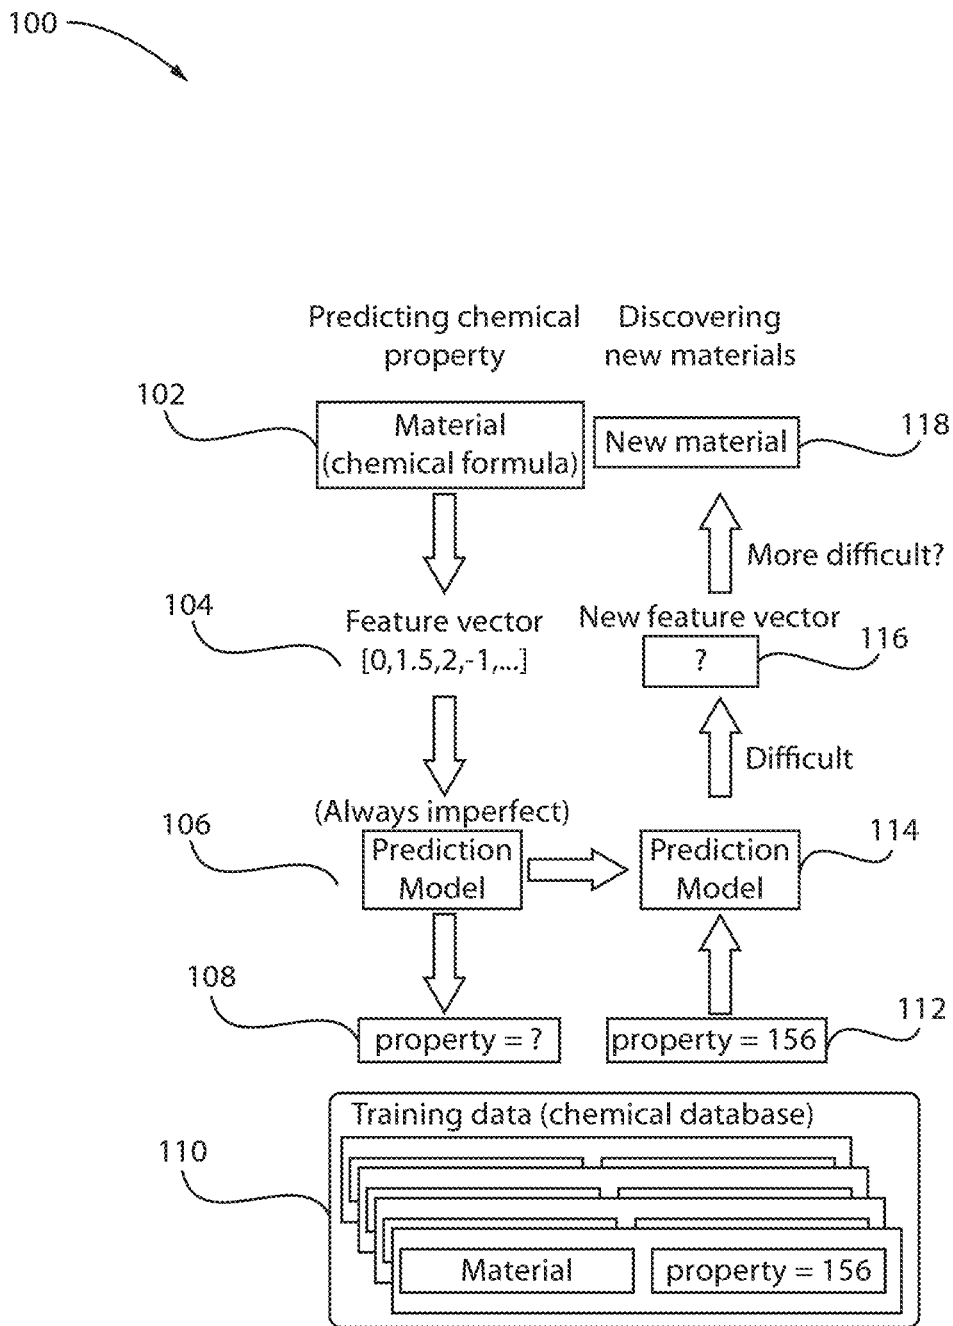 100
Predicting chemical
property
Discovering
new materials
102
Material
(chemical formula)
New material
118
More difficult?
104
Feature vector
[0,1.5,2,-1,...]
New feature vector
?
116
Difficult
(Always imperfect)
106
Prediction
Model
Prediction
Model
114
108
property = ?
property = 156
112
Training data (chemical database)
110
Material
property = 156